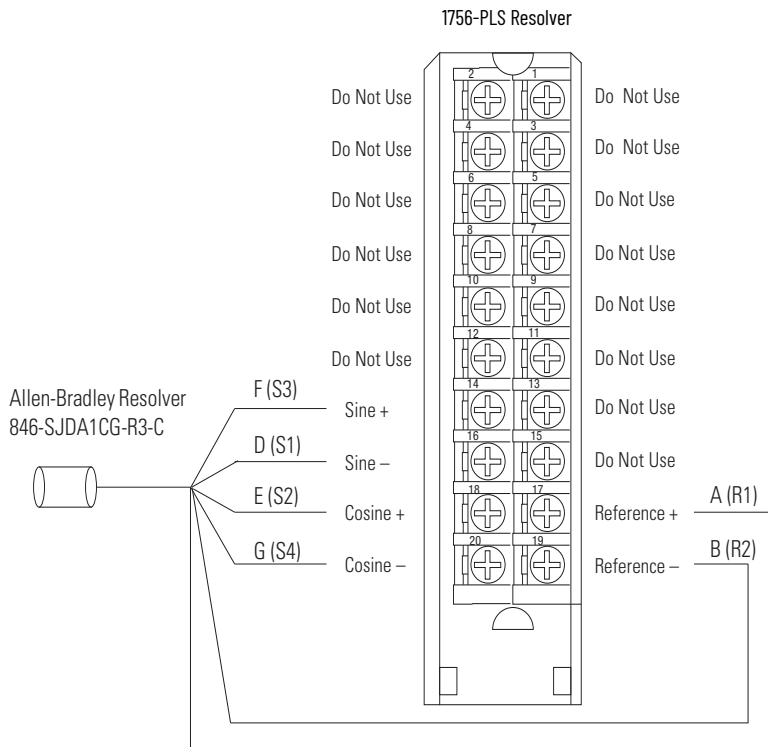 1756-PLS Resolver
2 1
Do Not Use Do Not Use
4 3
Do Not Use Do Not Use
6 5
Do Not Use Do Not Use
8 7
Do Not Use Do Not Use
10 9
Do Not Use Do Not Use
12 11
Do Not Use Do Not Use
14 13
Allen-Bradley Resolver
846-SJDA1CG-R3-C
F (S3) Sine + Do Not Use
16 15
D (S1) Sine – Do Not Use
18 17
E (S2) Cosine + Reference + A (R1)
20 19
G (S4) Cosine – Reference – B (R2)